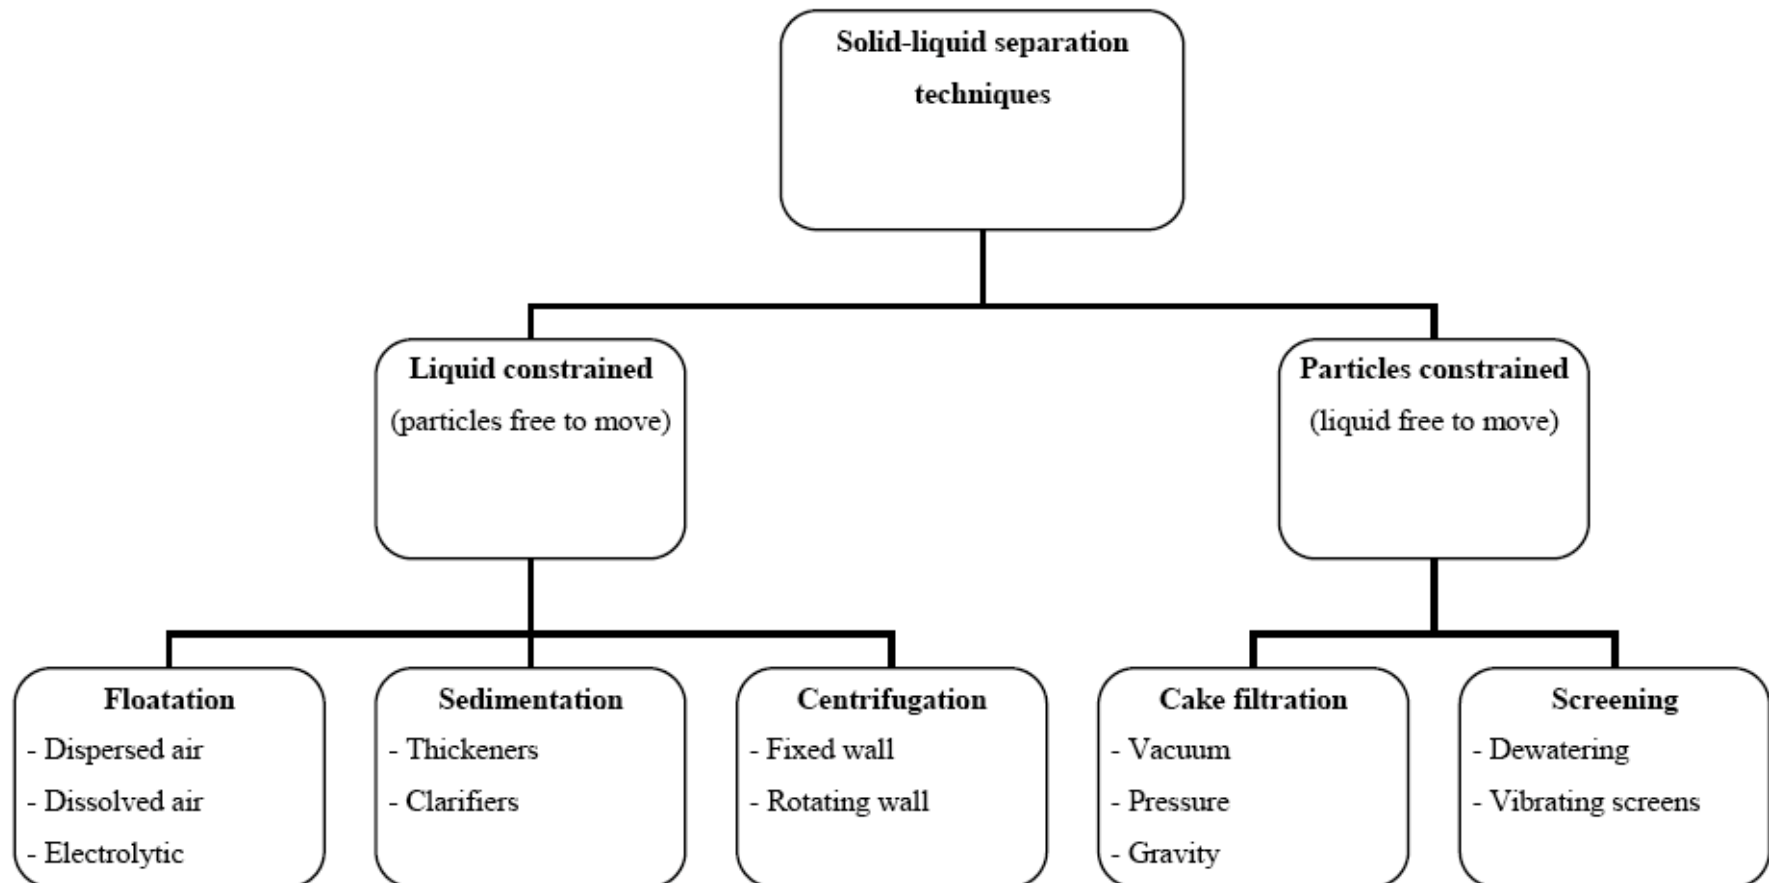 Solid-liquid separation
techniques
Liquid constrained
(particles free to move)
Particles constrained
(liquid free to move)
Floatation
- Dispersed air
- Dissolved air
- Electrolytic
Sedimentation
- Thickeners
- Clarifiers
Centrifugation
- Fixed wall
- Rotating wall
Cake filtration
- Vacuum
- Pressure
- Gravity
Screening
- Dewatering
- Vibrating screens